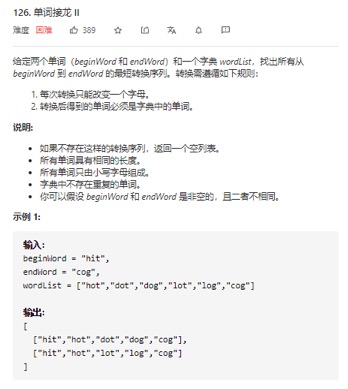 126. 单词接龙 II
难度 困难 389
给定两个单词（beginWord 和 endWord）和一个字典 wordList，找出所有从
beginWord 到 endWord 的最短转换序列。转换需遵循如下规则：
1. 每次转换只能改变一个字母。
2. 转换后得到的单词必须是字典中的单词。
说明:
• 如果不存在这样的转换序列，返回一个空列表。
• 所有单词具有相同的长度。
• 所有单词只由小写字母组成。
• 字典中不存在重复的单词。
• 你可以假设 beginWord 和 endWord 是非空的，且二者不相同。
示例 1:
输入:
beginWord = "hit",
endWord = "cog",
wordList = ["hot","dot","dog","lot","log","cog"]
输出:
[
["hit","hot","dot","dog","cog"],
["hit","hot","lot","log","cog"]
]